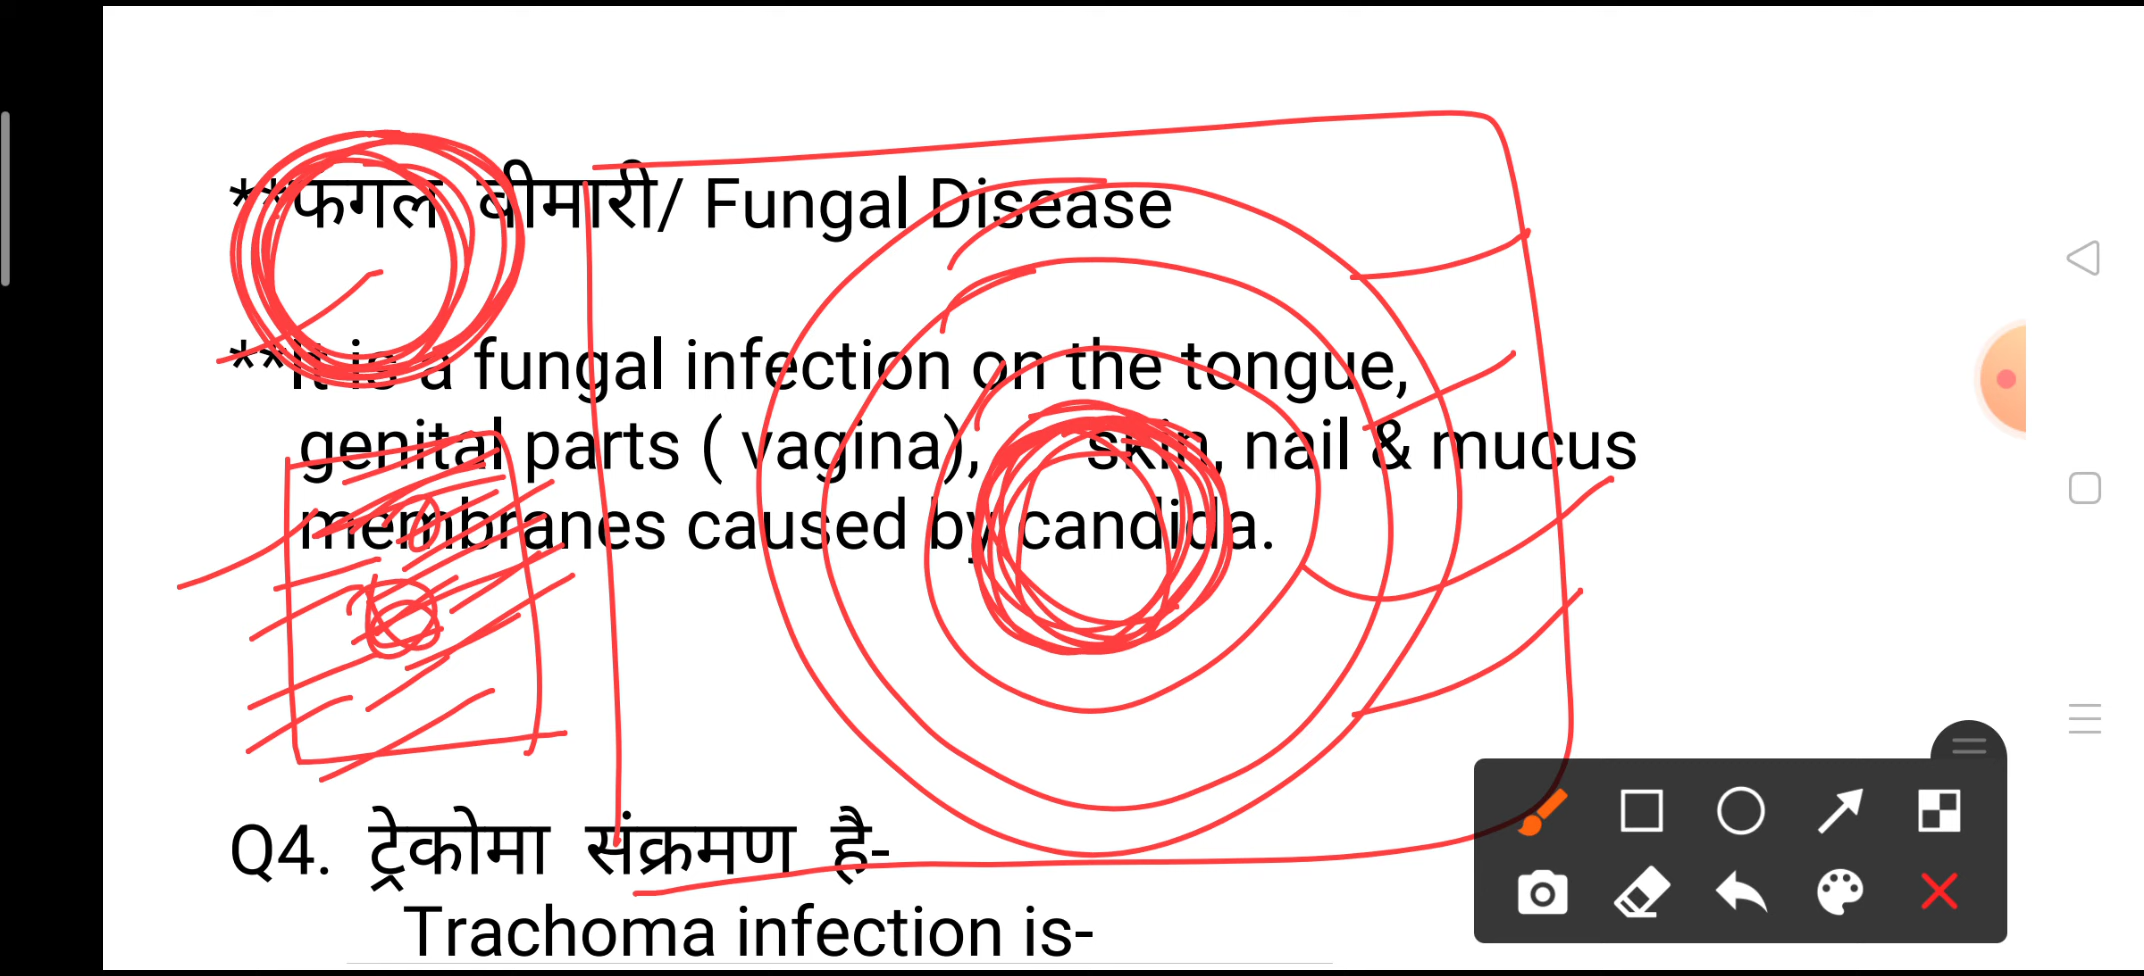 **फगल वीमारी/ Fungal Disease
**It is a fungal infection on the tongue,
genital parts ( vagina), skin, nail & mucus
membranes caused by candida.
Q4. ट्रेकोमा संक्रमण है-
Trachoma infection is-